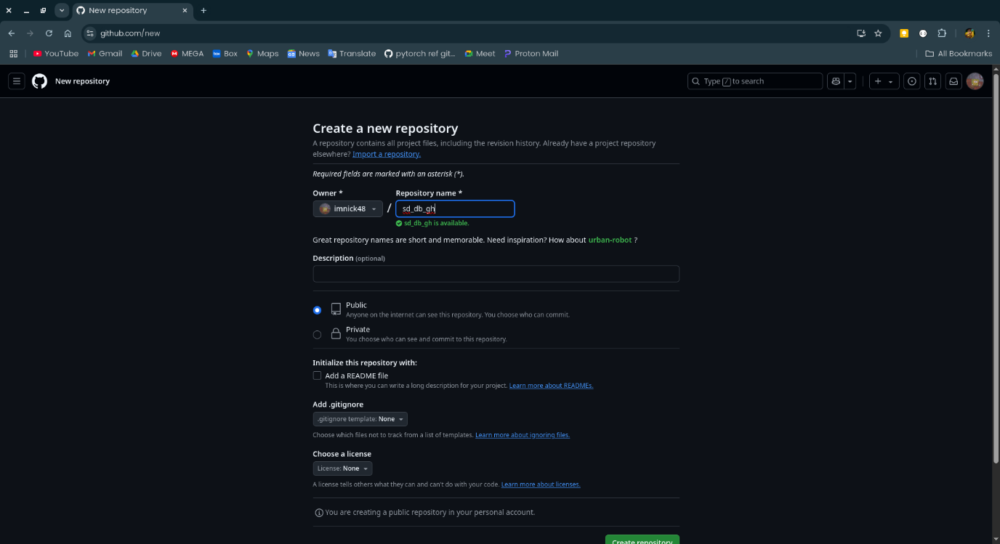 New repository
github.com/new
YouTube Gmail Drive MEGA Box Maps News Translate pytorch ref git... Meet Proton Mail All Bookmarks
New repository
Type / to search
Create a new repository
A repository contains all project files, including the revision history. Already have a project repository
elsewhere? Import a repository.
Required fields are marked with an asterisk (*).
Owner * Repository name *
imnick48 / sd_db_gh
sd_db_gh is available.
Great repository names are short and memorable. Need inspiration? How about urban-robot ?
Description (optional)
Public
Anyone on the internet can see this repository. You choose who can commit.
Private
You choose who can see and commit to this repository.
Initialize this repository with:
Add a README file
This is where you can write a long description for your project. Learn more about READMEs.
Add .gitignore
.gitignore template: None
Choose which files not to track from a list of templates. Learn more about ignoring files.
Choose a license
License: None
A license tells others what they can and can't do with your code. Learn more about licenses.
You are creating a public repository in your personal account.
Create repository